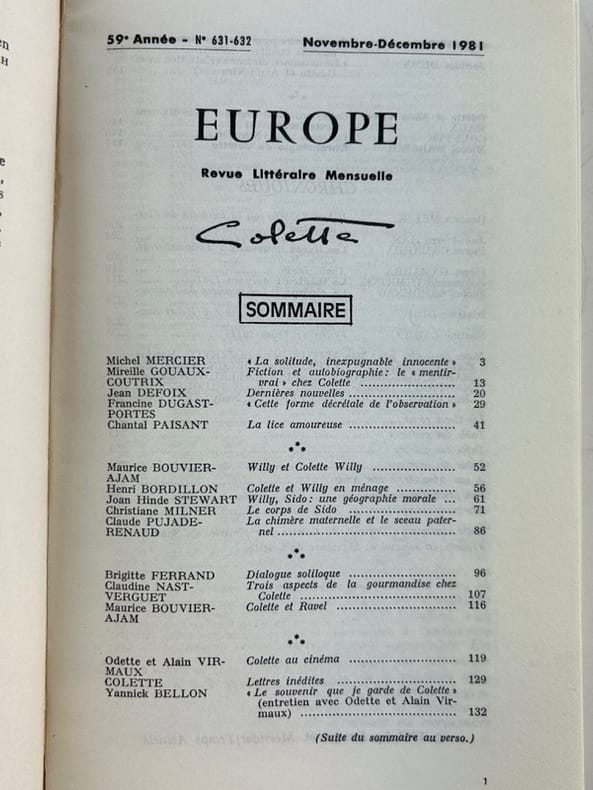 59e Année - N° 631-632 Novembre-Décembre 1981
EUROPE
Revue Littéraire Mensuelle
Colette
SOMMAIRE
Michel MERCIER « La solitude, inexpugnable innocente » 3
Mireille GOUAUX- Fiction et autobiographie : le « mentir-
COUTRIX vrai » chez Colette ........................ 13
Jean DEFOIX Dernières nouvelles ........................ 20
Francine DUGAST- « Cette forme décrétale de l'observation » 29
PORTES
Chantal PAISANT La lice amoureuse ........................ 41
Maurice BOUVIER- Willy et Colette Willy .................. 52
AJAM
Henri BORDILLON Colette et Willy en ménage .............. 56
Joan Hinde STEWART Willy, Sido : une géographie morale ... 61
Christiane MILNER Le corps de Sido ........................ 71
Claude PUJADE- La chimère maternelle et le sceau pater-
RENAUD nel ........................................ 86
Brigitte FERRAND Dialogue soliloque ........................ 96
Claudine NAST- Trois aspects de la gourmandise chez
VERGUET Colette .................................... 107
Maurice BOUVIER- Colette et Ravel .......................... 116
AJAM
Odette et Alain VIR- Colette au cinéma ........................ 119
MAUX
COLETTE Lettres inédites .......................... 129
Yannick BELLON « Le souvenir que je garde de Colette »
(entretien avec Odette et Alain Vir-
maux) .................................... 132
(Suite du sommaire au verso.)
1